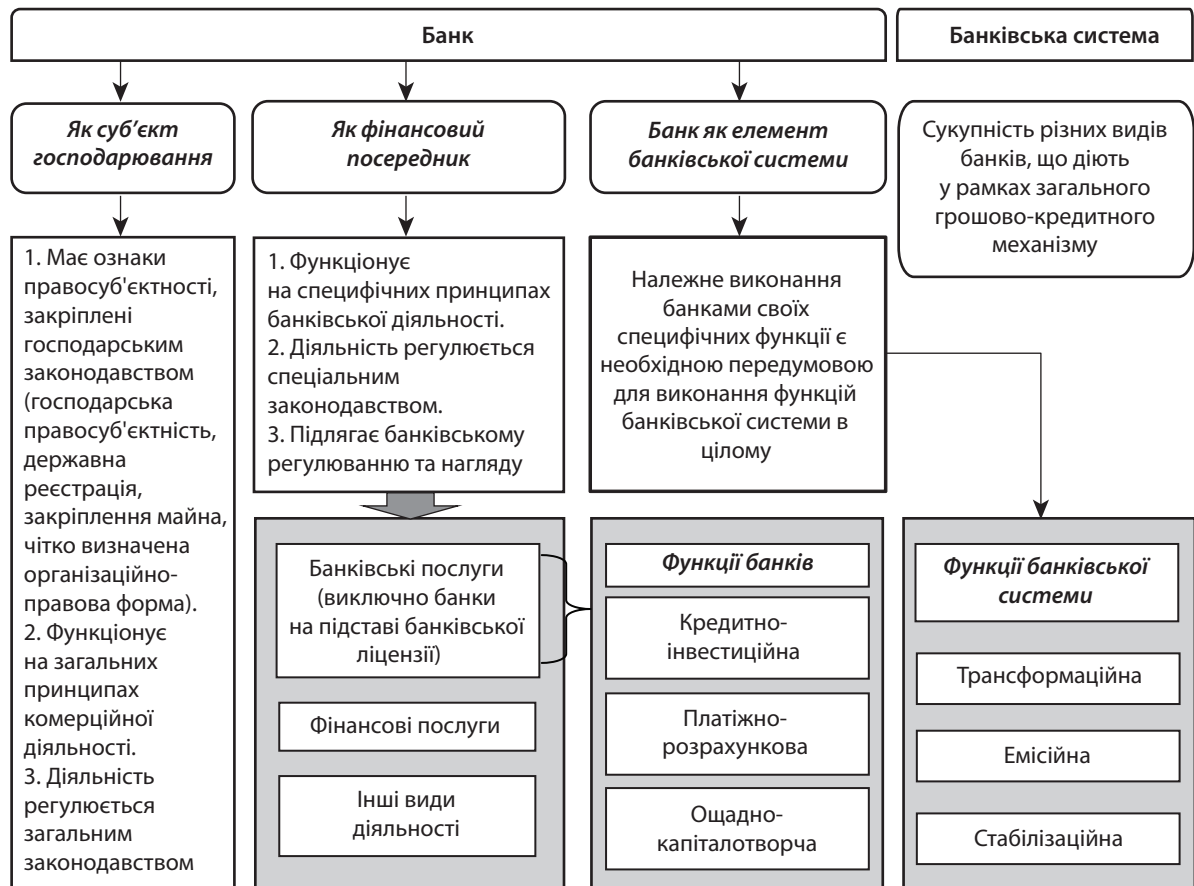 Банк
Банківська система
Як суб’єкт
господарювання
Як фінансовий
посередник
Банк як елемент
банківської системи
Сукупність різних видів
банків, що діють
у рамках загального
грошово-кредитного
механізму
1. Має ознаки
правосуб'єктності,
закріплені
господарським
законодавством
(господарська
правосуб'єктність,
державна
реєстрація,
закріплення майна,
чітко визначена
організаційно-
правова форма).
2. Функціонує
на загальних
принципах
комерційної
діяльності.
3. Діяльність
регулюється
загальним
законодавством
1. Функціонує
на специфічних принципах
банківської діяльності.
2. Діяльність регулюється
спеціальним
законодавством.
3. Підлягає банківському
регулюванню та нагляду
Належне виконання
банками своїх
специфічних функції є
необхідною передумовою
для виконання функцій
банківської системи в
цілому
Банківські послуги
(виключно банки
на підставі банківської
ліцензії)
Фінансові послуги
Інші види
діяльності
Функції банків
Кредитно-
інвестиційна
Платіжно-
розрахункова
Ощадно-
капіталотворча
Функції банківської
системи
Трансформаційна
Емісійна
Стабілізаційна